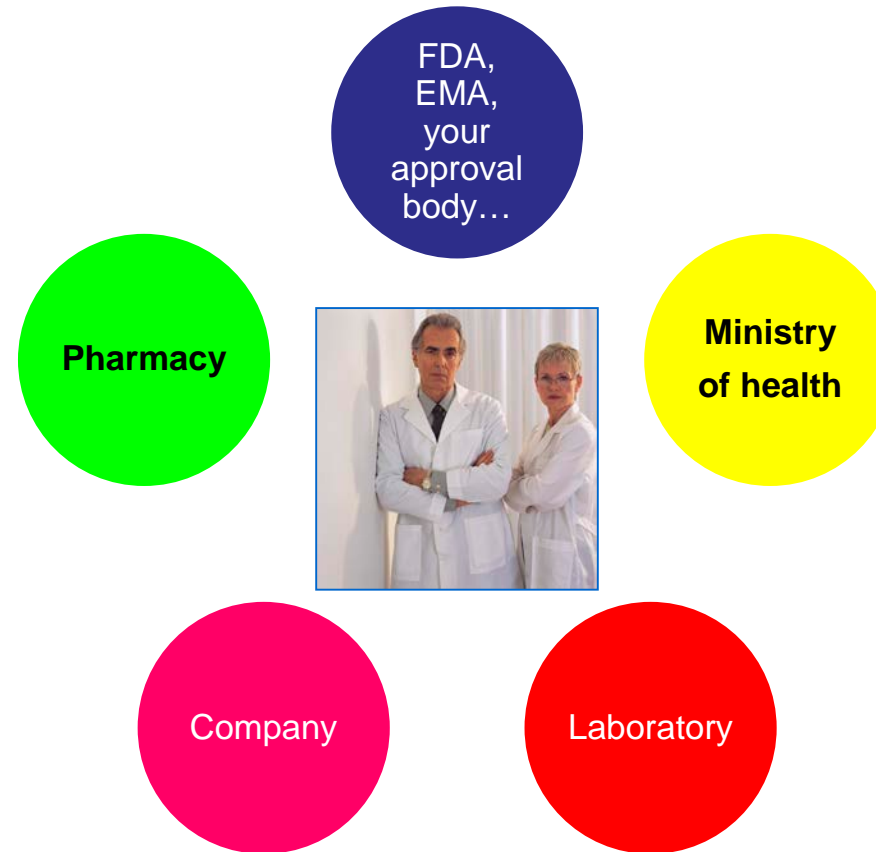 FDA,
EMA,
your
approval
body…
Pharmacy
Ministry
of health
Company
Laboratory